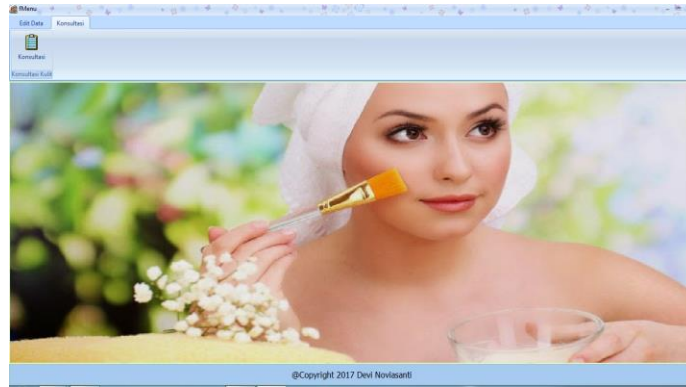 fMenu
Edit Data Konsultasi
Konsultasi
Konsultasi Kulit
@Copyright 2017 Devi Noviasanti